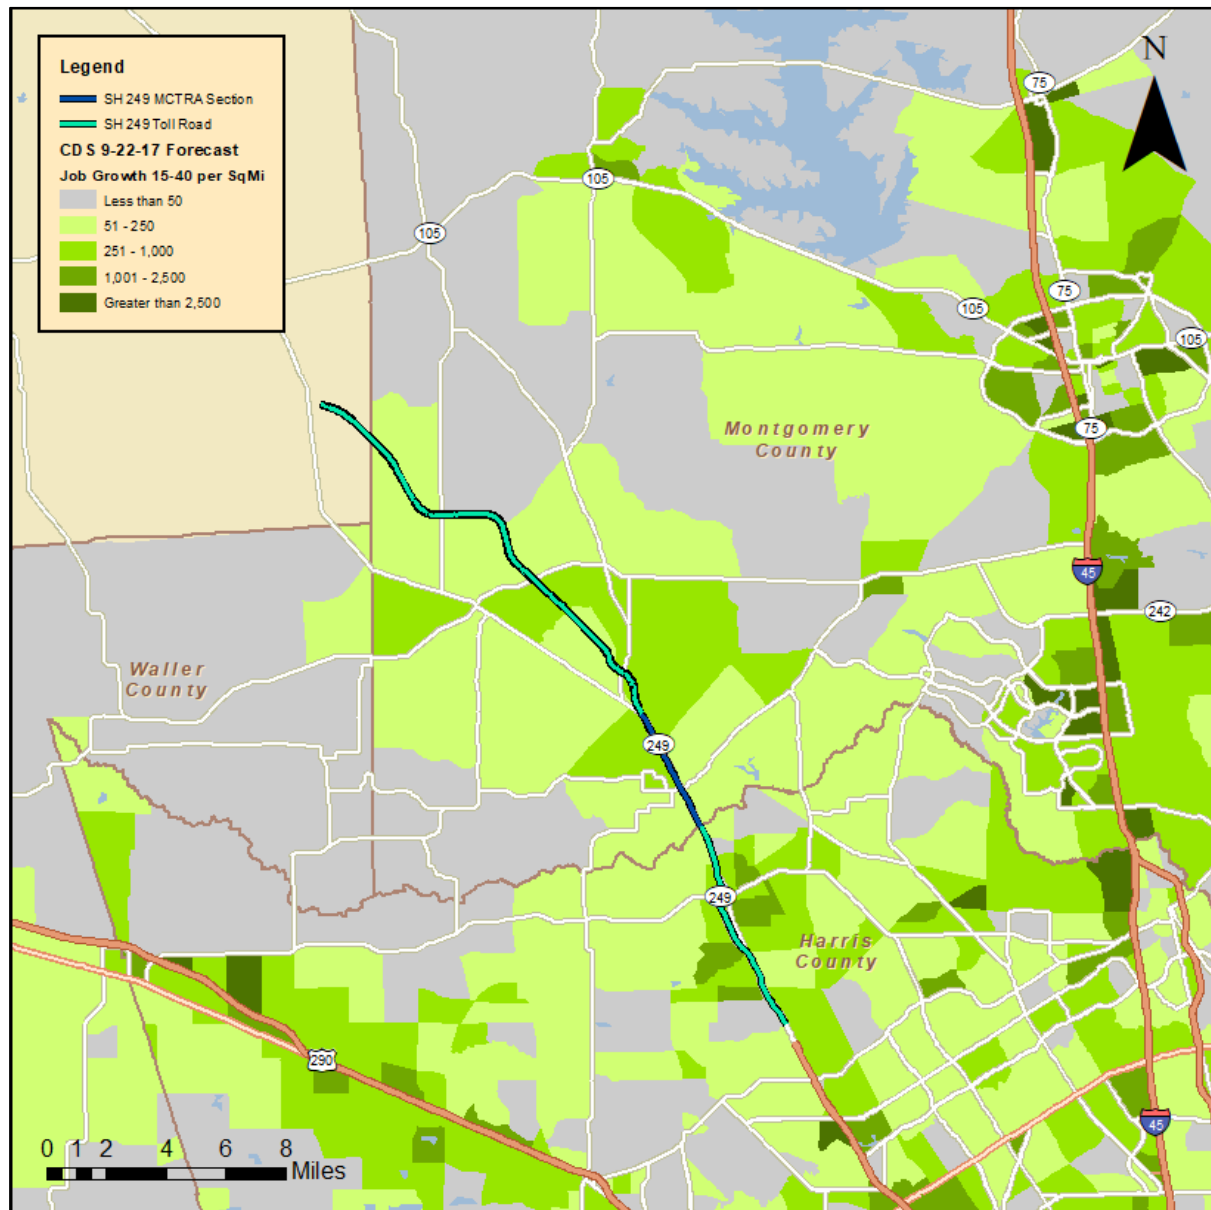 Legend
SH 249 MCTRA Section
SH 249 Toll Road
CDS 9-22-17 Forecast
Job Growth 15-40 per SqMi
Less than 50
51 - 250
251 - 1,000
1,001 - 2,500
Greater than 2,500
N
75
105
105
75
105
105
75
Montgomery
County
45
242
Waller
County
249
249
Harris
County
290
45
0 1 2 4 6 8
Miles